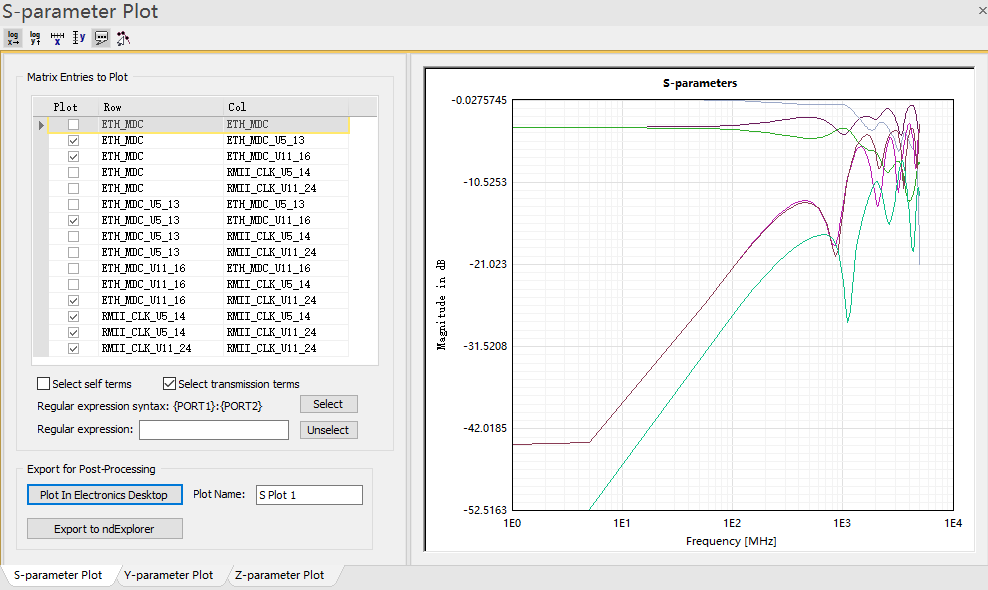 S-parameter Plot
log x→ log y↑ x y
Matrix Entries to Plot
Plot Row Col
ETH_MDC ETH_MDC
ETH_MDC ETH_MDC_U5_13
ETH_MDC ETH_MDC_U11_16
ETH_MDC RMII_CLK_U5_14
ETH_MDC RMII_CLK_U11_24
ETH_MDC_U5_13 ETH_MDC_U5_13
ETH_MDC_U5_13 ETH_MDC_U11_16
ETH_MDC_U5_13 RMII_CLK_U5_14
ETH_MDC_U5_13 RMII_CLK_U11_24
ETH_MDC_U11_16 ETH_MDC_U11_16
ETH_MDC_U11_16 RMII_CLK_U5_14
ETH_MDC_U11_16 RMII_CLK_U11_24
RMII_CLK_U5_14 RMII_CLK_U5_14
RMII_CLK_U5_14 RMII_CLK_U11_24
RMII_CLK_U11_24 RMII_CLK_U11_24
Select self terms Select transmission terms
Regular expression syntax: {PORT1}:{PORT2} Select
Regular expression: Unselect
Export for Post-Processing
Plot In Electronics Desktop Plot Name: S Plot 1
Export to ndExplorer
S-parameter Plot Y-parameter Plot Z-parameter Plot
S-parameters
-0.0275745
-10.5253
-21.023
-31.5208
-42.0185
-52.5163
Magnitude in dB
1E0 1E1 1E2 1E3 1E4
Frequency [MHz]